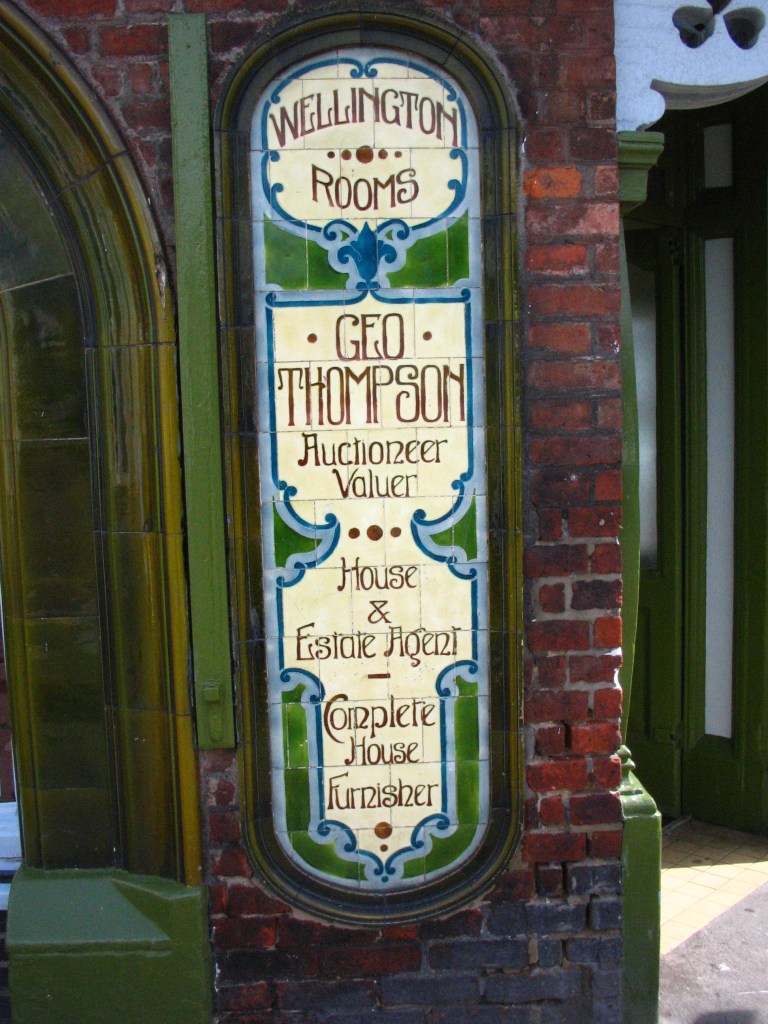 WELLINGTON
ROOMS
GEO
THOMPSON
Auctioneer
Valuer
House
&
Estate Agent
Complete
House
Furnisher